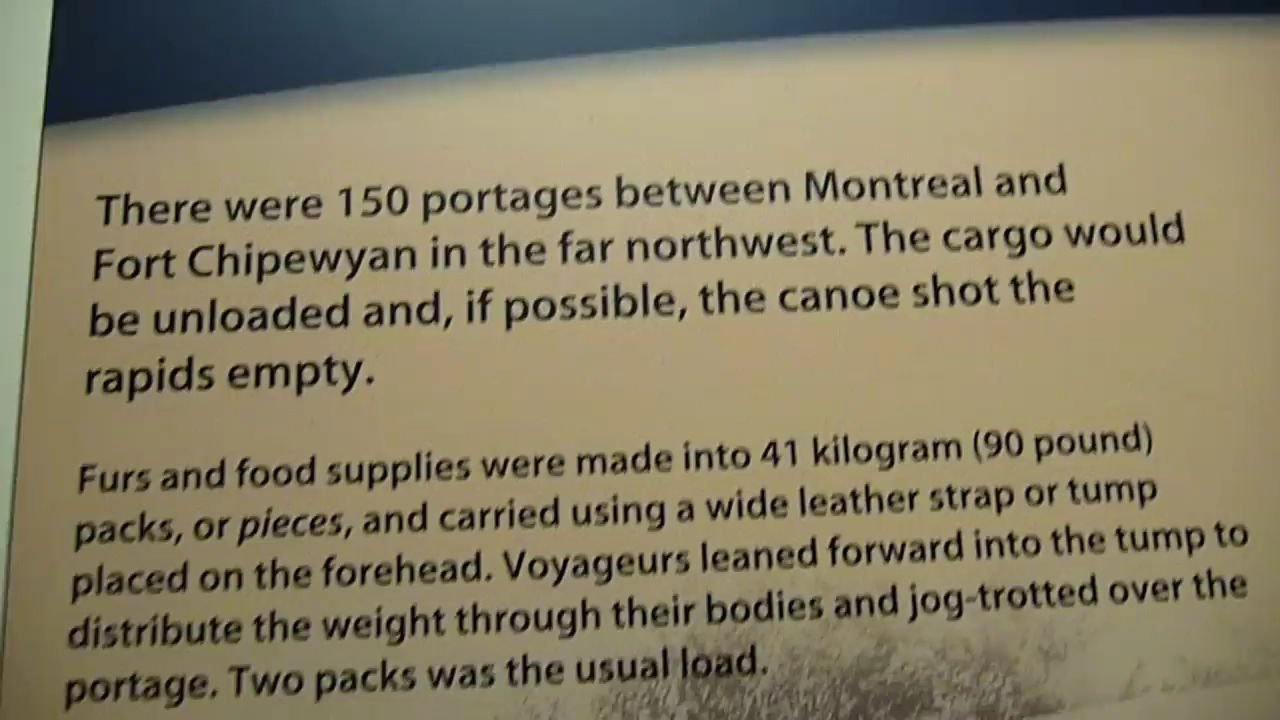 There were 150 portages between Montreal and
Fort Chipewyan in the far northwest. The cargo would
be unloaded and, if possible, the canoe shot the
rapids empty.
Furs and food supplies were made into 41 kilogram (90 pound)
packs, or pieces, and carried using a wide leather strap or tump
placed on the forehead. Voyageurs leaned forward into the tump to
distribute the weight through their bodies and jog-trotted over the
portage. Two packs was the usual load.